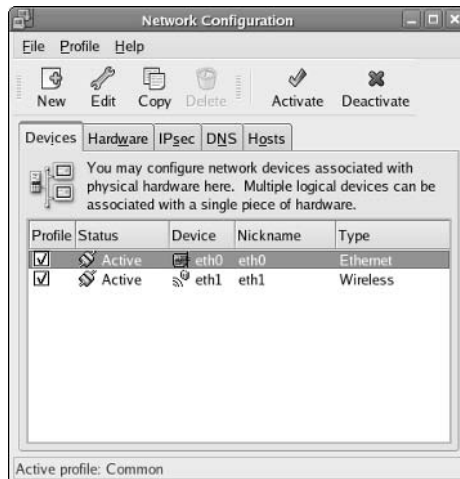 Network Configuration
File Profile Help
New Edit Copy Delete Activate Deactivate
Devices Hardware IPsec DNS Hosts
You may configure network devices associated with
physical hardware here. Multiple logical devices can be
associated with a single piece of hardware.
Profile Status Device Nickname Type
Active eth0 eth0 Ethernet
Active eth1 eth1 Wireless
Active profile: Common